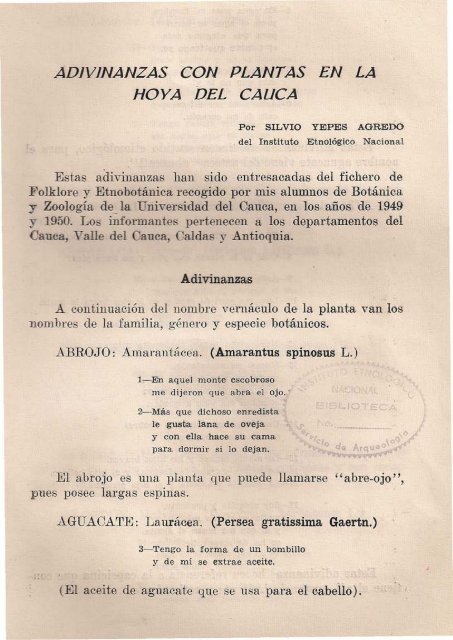 ADIVINANZAS CON PLANTAS EN LA
HOYA DEL CAUCA
Por SILVIO YEPES AGREDO
del Instituto Etnológico Nacional
Estas adivinanzas han sido entresacadas del fichero de
Folklore y Etnobotánica recogido por mis alumnos de Botánica
y Zoología de la Universidad del Cauca, en los años de 1949
y 1950. Los informantes pertenecen a los departamentos del
Cauca, Valle del Cauca, Caldas y Antioquia.
Adivinanzas
A continuación del nombre vernáculo de la planta van los
nombres de la familia, género y especie botánicos.
ABROJO: Amarantácea. (Amarantus spinosus L.)
1—En aquel monte escobroso
me dijeron que abra el ojo.
2—Más que dichoso enredista
le gusta lana de oveja
y con ella hace su cama
para dormir si lo dejan.
INSTITUTO ETNOLOGICO
NACIONAL
BIBLIOTECA
No.
Servicio de Arqueología
El abrojo es una planta que puede llamarse “abre-ojo”,
pues posee largas espinas.
AGUACATE: Laurácea. (Persea gratissima Gaertn.)
3—Tengo la forma de un bombillo
y de mí se extrae aceite.
(El aceite de aguacate que se usa para el cabello).